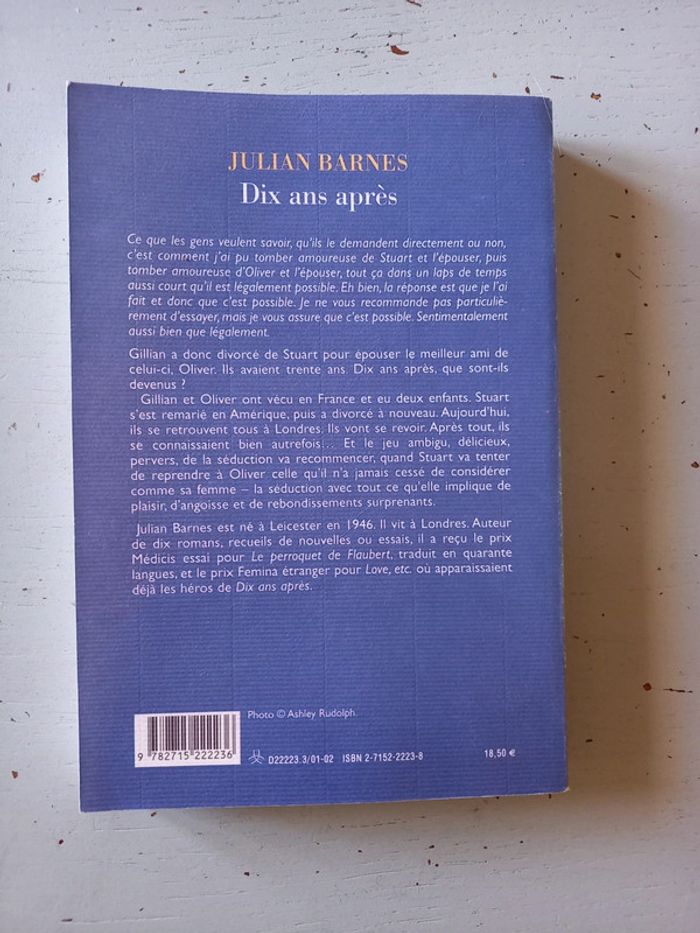 JULIAN BARNES
Dix ans après
Ce que les gens veulent savoir, qu'ils le demandent directement ou non,
c'est comment j'ai pu tomber amoureuse de Stuart et l'épouser, puis
tomber amoureuse d'Oliver et l'épouser, tout ça dans un laps de temps
aussi court qu'il est légalement possible. Eh bien, la réponse est que je l'ai
fait et donc que c'est possible. Je ne vous recommande pas particuliè-
rement d'essayer, mais je vous assure que c'est possible. Sentimentalement
aussi bien que légalement.
Gillian a donc divorcé de Stuart pour épouser le meilleur ami de
celui-ci, Oliver. Ils avaient trente ans. Dix ans après, que sont-ils
devenus ?
Gillian et Oliver ont vécu en France et eu deux enfants. Stuart
s'est remarié en Amérique, puis a divorcé à nouveau. Aujourd'hui,
ils se retrouvent tous à Londres. Ils vont se revoir. Après tout, ils
se connaissaient bien autrefois... Et le jeu ambigu, délicieux,
pervers, de la séduction va recommencer, quand Stuart va tenter
de reprendre à Oliver celle qu'il n'a jamais cessé de considérer
comme sa femme – la séduction avec tout ce qu'elle implique de
plaisir, d'angoisse et de rebondissements surprenants.
Julian Barnes est né à Leicester en 1946. Il vit à Londres. Auteur
de dix romans, recueils de nouvelles ou essais, il a reçu le prix
Médicis essai pour Le perroquet de Flaubert, traduit en quarante
langues, et le prix Femina étranger pour Love, etc. où apparaissaient
déjà les héros de Dix ans après.
Photo © Ashley Rudolph.
9 782715 222236
D22223.3/01-02 ISBN 2-7152-2223-8
18,50 €